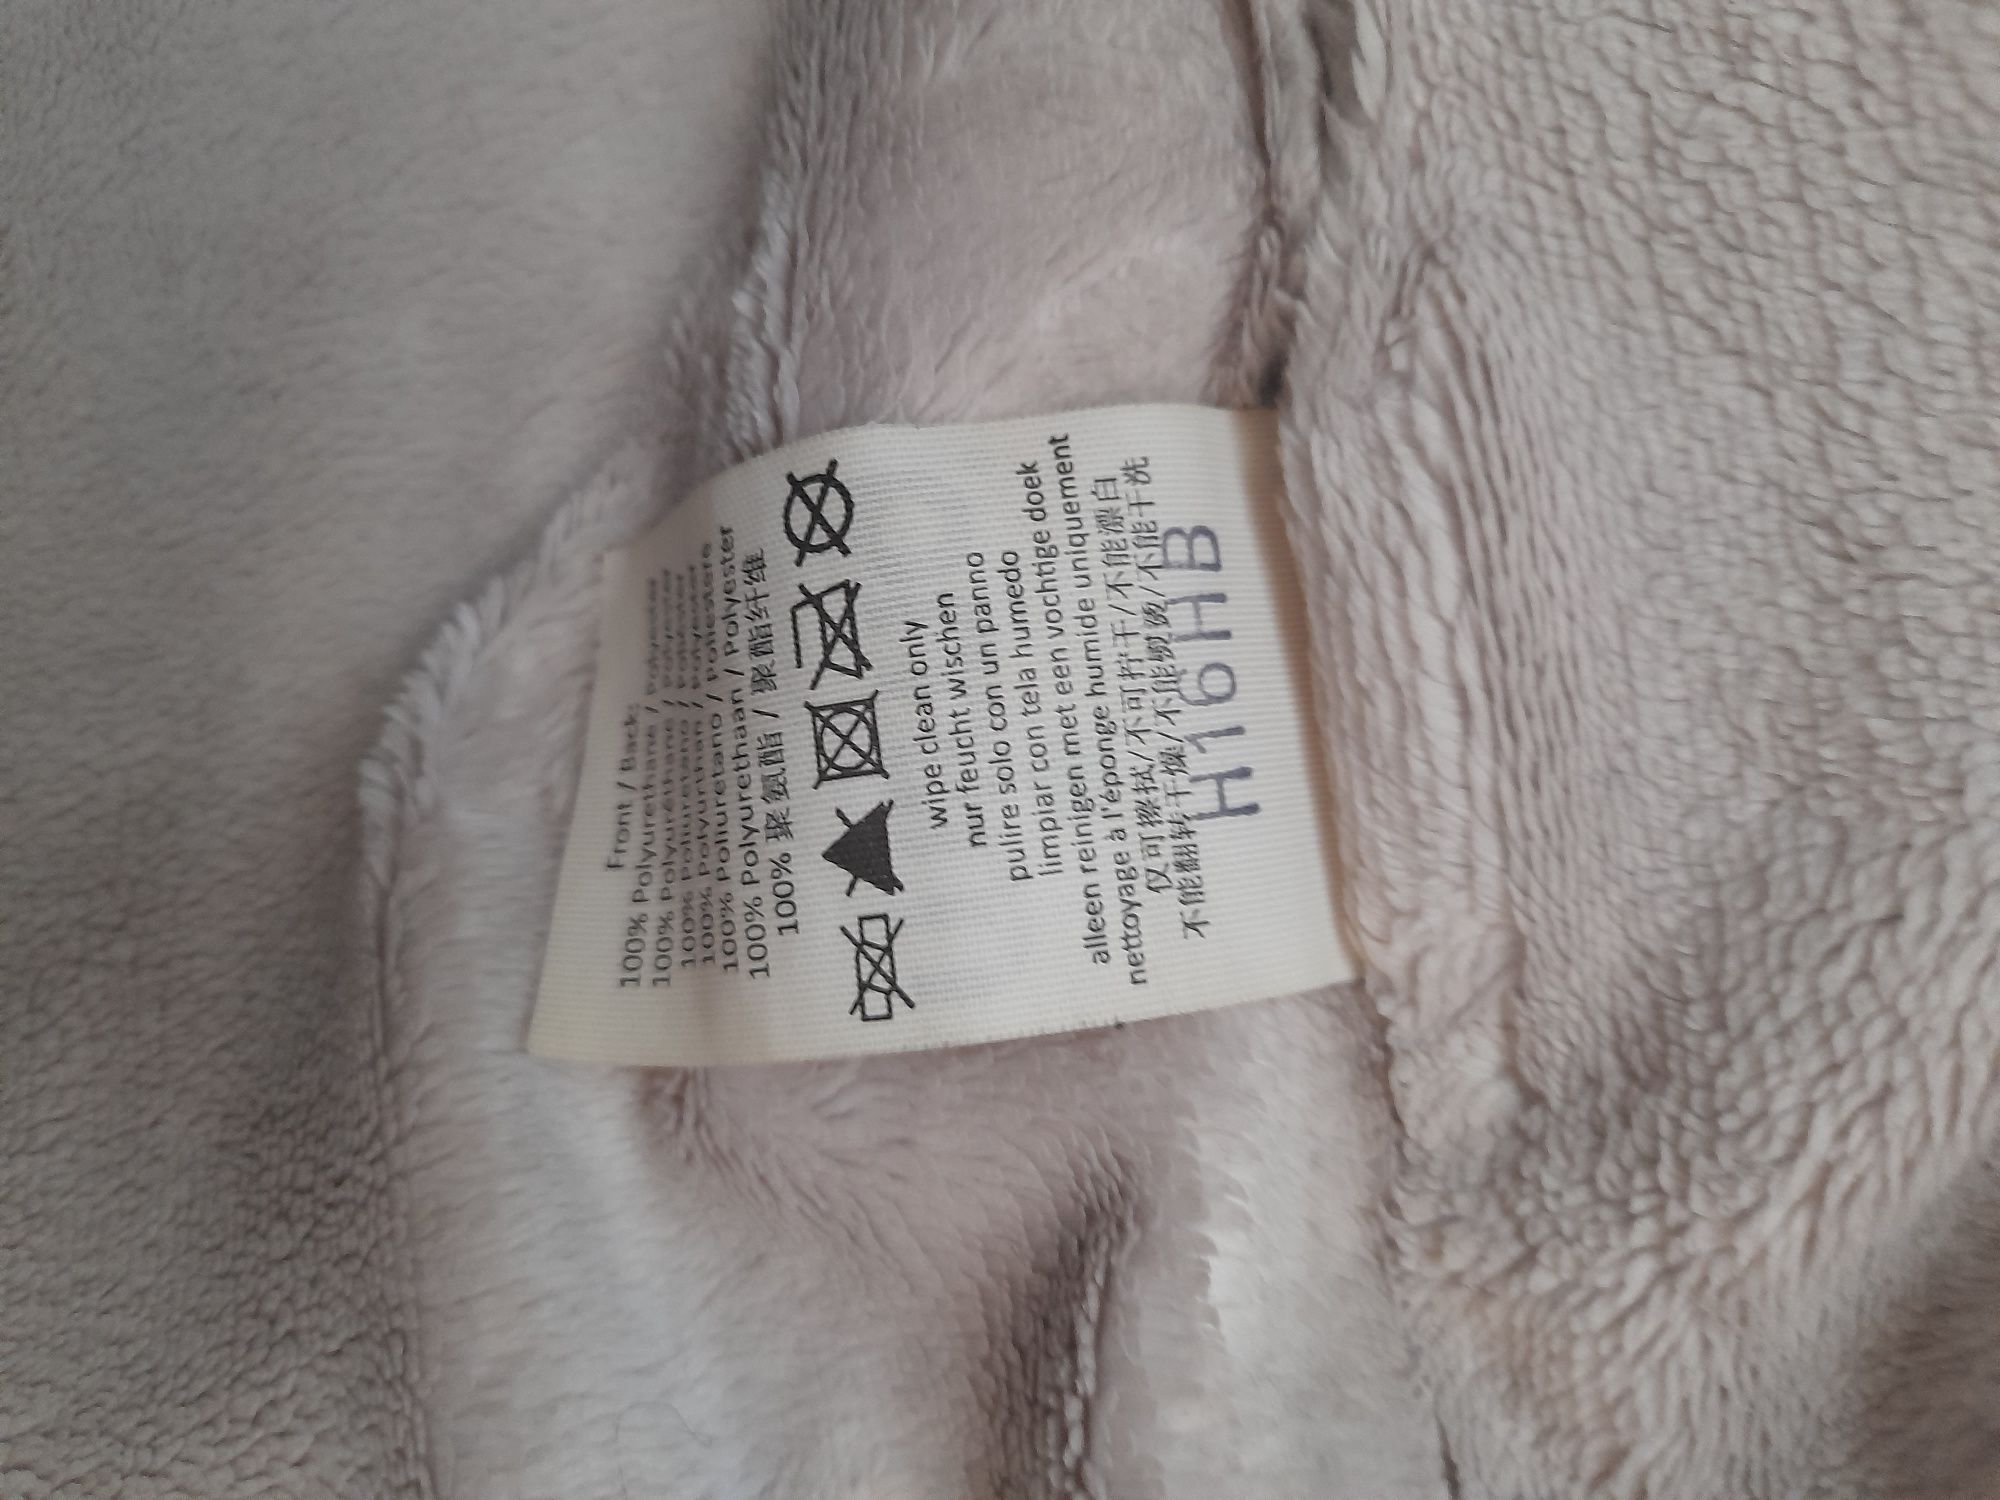 Front / Back:
100% Polyurethane / Polyester
100% Polyuréthane / Polyester
100% Poliuretano / Poliéster
100% Polyurethan / Polyester
100% Poliuretano / Poliestere
100% Polyurethaan / Polyester
100% 聚氨酯 / 聚酯纤维
wipe clean only
nur feucht wischen
pulire solo con un panno
limpiar con tela humedo
alleen reinigen met een vochtige doek
nettoyage à l'éponge humide uniquement
仅可擦拭/不可拧干/不能漂白
不能翻转干燥/不能熨烫/不能干洗
H16HB